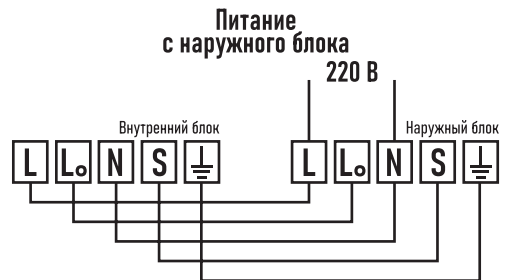 Питание
с наружного блока
220 В
Внутренний блок
Наружный блок
L Lo N S
L Lo N S